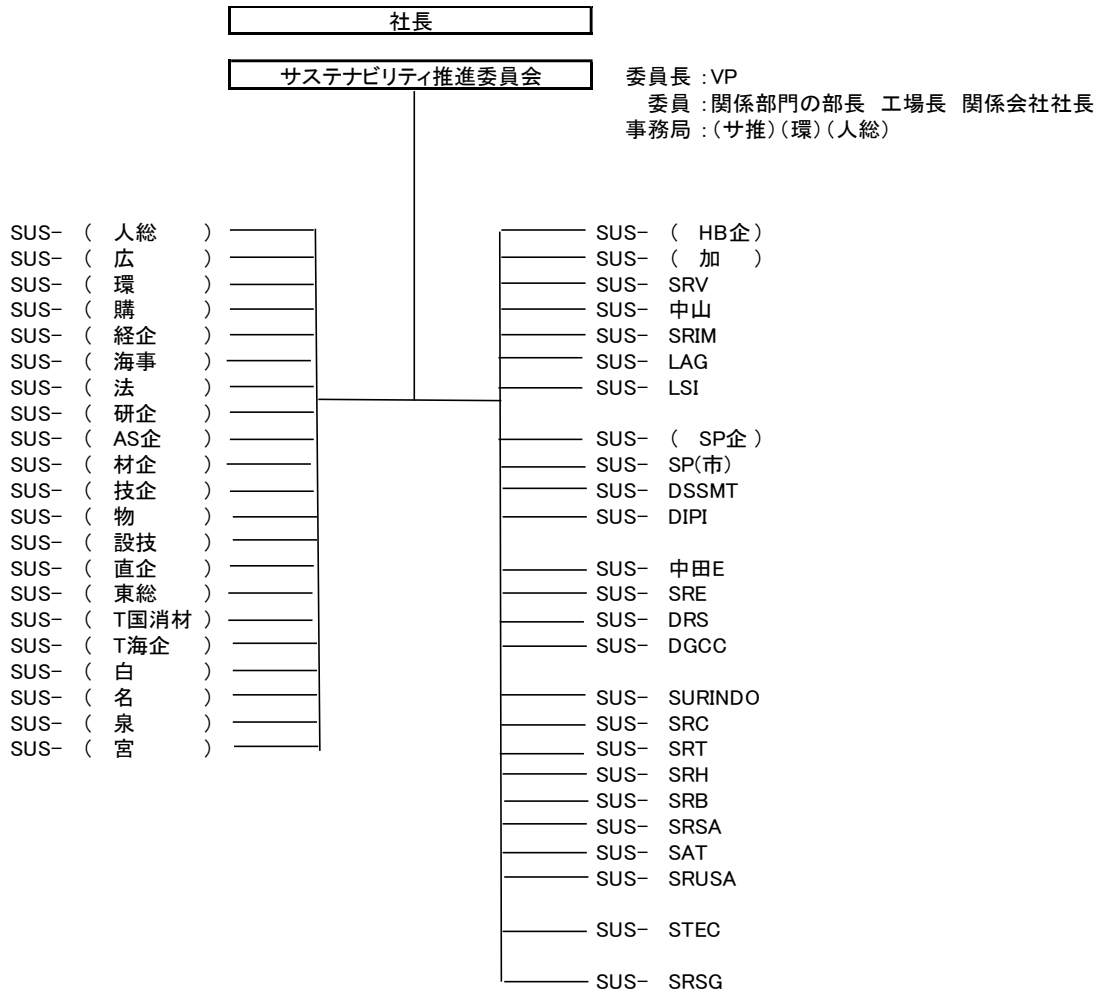 社長
サステナビリティ推進委員会
委員長：VP
委員：関係部門の部長 工場長 関係会社社長
事務局：（サ推）（環）（人総）
SUS-（ 人総 ）
SUS-（ 広 ）
SUS-（ 環 ）
SUS-（ 購 ）
SUS-（ 経企 ）
SUS-（ 海事 ）
SUS-（ 法 ）
SUS-（ 研企 ）
SUS-（ AS企 ）
SUS-（ 材企 ）
SUS-（ 技企 ）
SUS-（ 物 ）
SUS-（ 設技 ）
SUS-（ 直企 ）
SUS-（ 東総 ）
SUS-（ T国消材 ）
SUS-（ T海企 ）
SUS-（ 白 ）
SUS-（ 名 ）
SUS-（ 泉 ）
SUS-（ 宮 ）
SUS-（ HB企 ）
SUS-（ 加 ）
SUS- SRV
SUS- 中山
SUS- SRIM
SUS- LAG
SUS- LSI
SUS-（ SP企 ）
SUS- SP(市)
SUS- DSSMT
SUS- DIPI
SUS- 中田E
SUS- SRE
SUS- DRS
SUS- DGCC
SUS- SURINDO
SUS- SRC
SUS- SRT
SUS- SRH
SUS- SRB
SUS- SRSA
SUS- SAT
SUS- SRUSA
SUS- STEC
SUS- SRSG